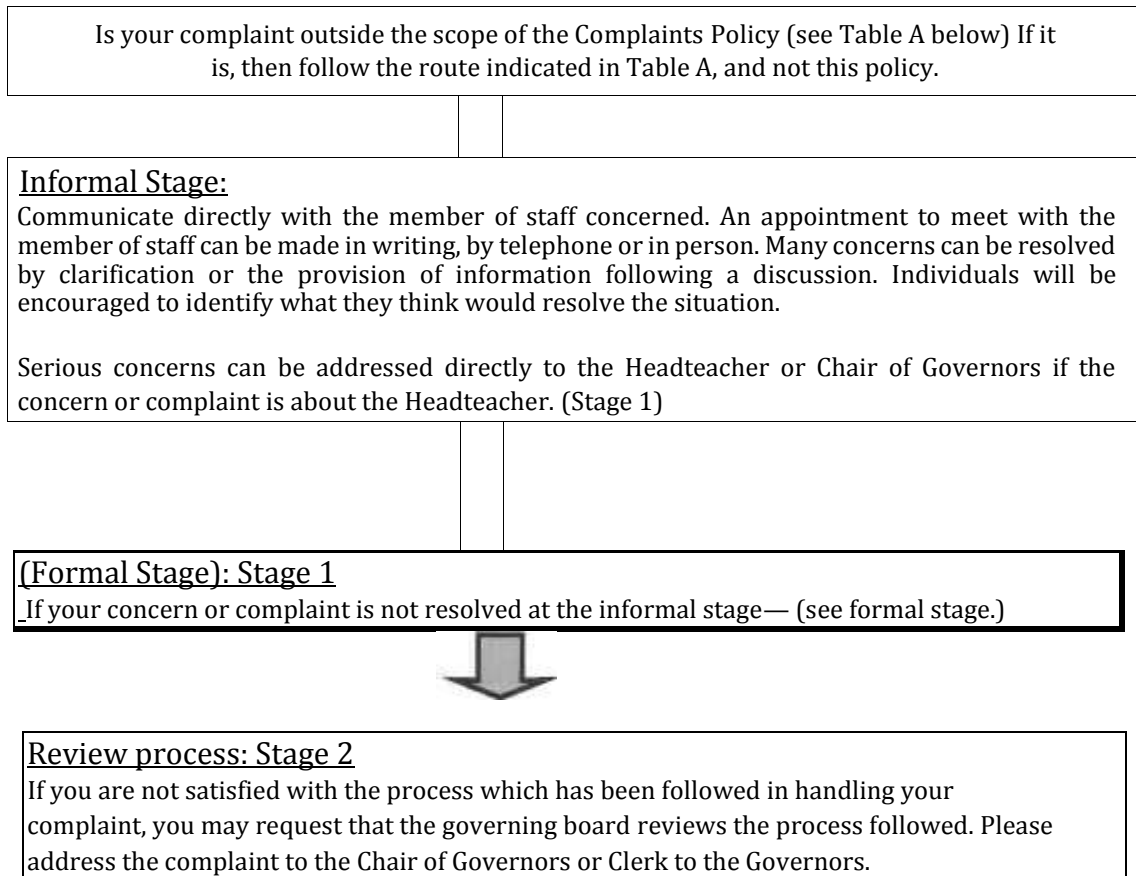 Is your complaint outside the scope of the Complaints Policy (see Table A below) If it
is, then follow the route indicated in Table A, and not this policy.
Informal Stage:
Communicate directly with the member of staff concerned. An appointment to meet with the
member of staff can be made in writing, by telephone or in person. Many concerns can be resolved
by clarification or the provision of information following a discussion. Individuals will be
encouraged to identify what they think would resolve the situation.
Serious concerns can be addressed directly to the Headteacher or Chair of Governors if the
concern or complaint is about the Headteacher. (Stage 1)
(Formal Stage): Stage 1
If your concern or complaint is not resolved at the informal stage— (see formal stage.)
Review process: Stage 2
If you are not satisfied with the process which has been followed in handling your
complaint, you may request that the governing board reviews the process followed. Please
address the complaint to the Chair of Governors or Clerk to the Governors.